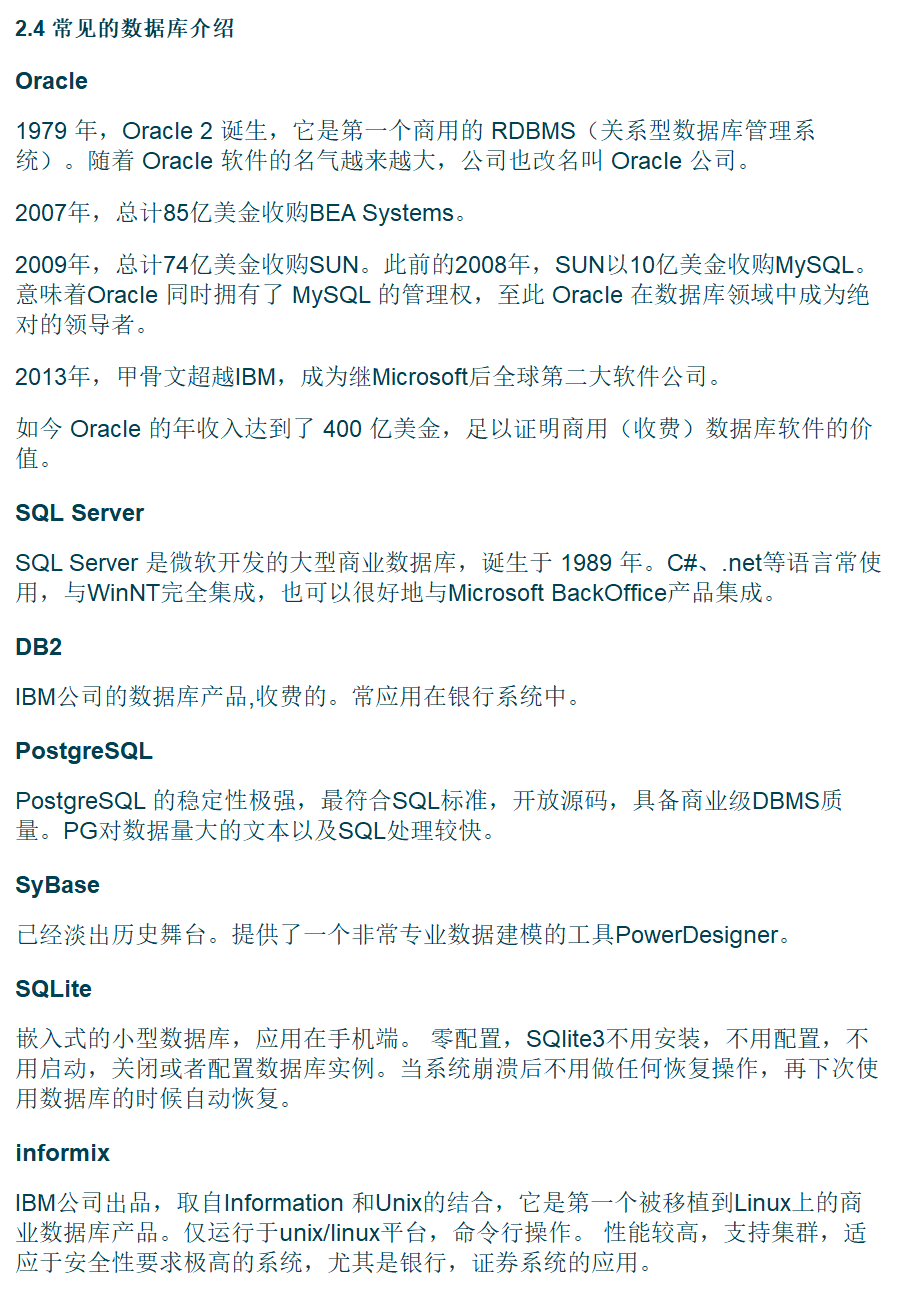 2.4 常见的数据库介绍
Oracle
1979 年，Oracle 2 诞生，它是第一个商用的 RDBMS（关系型数据库管理系
统）。随着 Oracle 软件的名气越来越大，公司也改名叫 Oracle 公司。
2007年，总计85亿美金收购BEA Systems。
2009年，总计74亿美金收购SUN。此前的2008年，SUN以10亿美金收购MySQL。
意味着Oracle 同时拥有了 MySQL 的管理权，至此 Oracle 在数据库领域中成为绝
对的领导者。
2013年，甲骨文超越IBM，成为继Microsoft后全球第二大软件公司。
如今 Oracle 的年收入达到了 400 亿美金，足以证明商用（收费）数据库软件的价
值。
SQL Server
SQL Server 是微软开发的大型商业数据库，诞生于 1989 年。C#、.net等语言常使
用，与WinNT完全集成，也可以很好地与Microsoft BackOffice产品集成。
DB2
IBM公司的数据库产品,收费的。常应用在银行系统中。
PostgreSQL
PostgreSQL 的稳定性极强，最符合SQL标准，开放源码，具备商业级DBMS质
量。PG对数据量大的文本以及SQL处理较快。
SyBase
已经淡出历史舞台。提供了一个非常专业数据建模的工具PowerDesigner。
SQLite
嵌入式的小型数据库，应用在手机端。 零配置，SQlite3不用安装，不用配置，不
用启动，关闭或者配置数据库实例。当系统崩溃后不用做任何恢复操作，再下次使
用数据库的时候自动恢复。
informix
IBM公司出品，取自Information 和Unix的结合，它是第一个被移植到Linux上的商
业数据库产品。仅运行于unix/linux平台，命令行操作。 性能较高，支持集群，适
应于安全性要求极高的系统，尤其是银行，证券系统的应用。